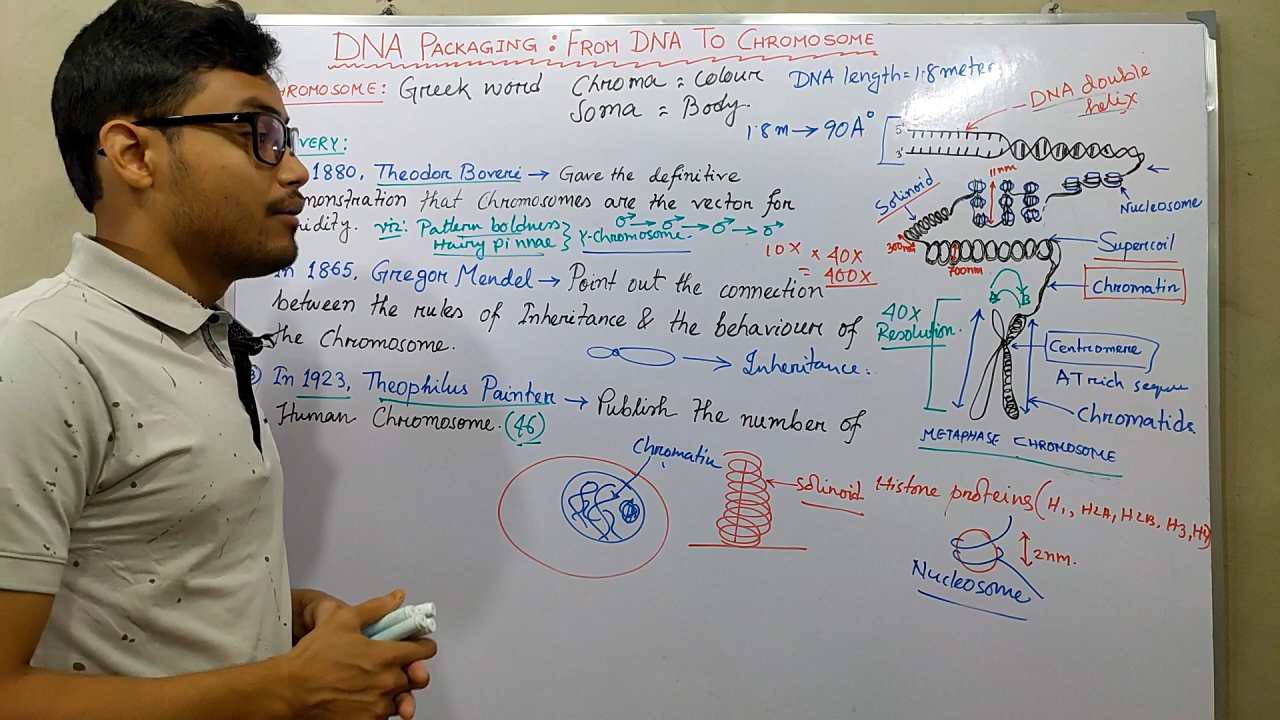 DNA PACKAGING : FROM DNA TO CHROMOSOME
HROMOSOME: Greek word Chroma = Colour
Soma = Body.
DNA length = 1.8 meter
1.8m → 90A°
5'
3'
DNA double helix
VERY:
1880, Theodor Boveri → Gave the definitive
monstration that Chromosomes are the vector for
ridity. viz: Pattern boldness
Hairy pinnae } Y-chromosome.
♂ → ♂ → ♂ → ♂
10X × 40X
= 400X
In 1865, Gregor Mendel → Point out the connection
between the rules of Inheritance & the behaviour of
the Chromosome.
→ Inheritance:
In 1923, Theophilus Painter → Publish the number of
Human Chromosome. (46)
11nm
Nucleosome
Solinoid
300nm
700nm
Supercoil
Chromatin
40X
Resolution.
Centromere
AT rich seque
Chromatids
METAPHASE CHROMOSOME
Chromatin
Solinoid
Histone proteins (H1, H2A, H2B, H3, H4)
2nm.
Nucleosome